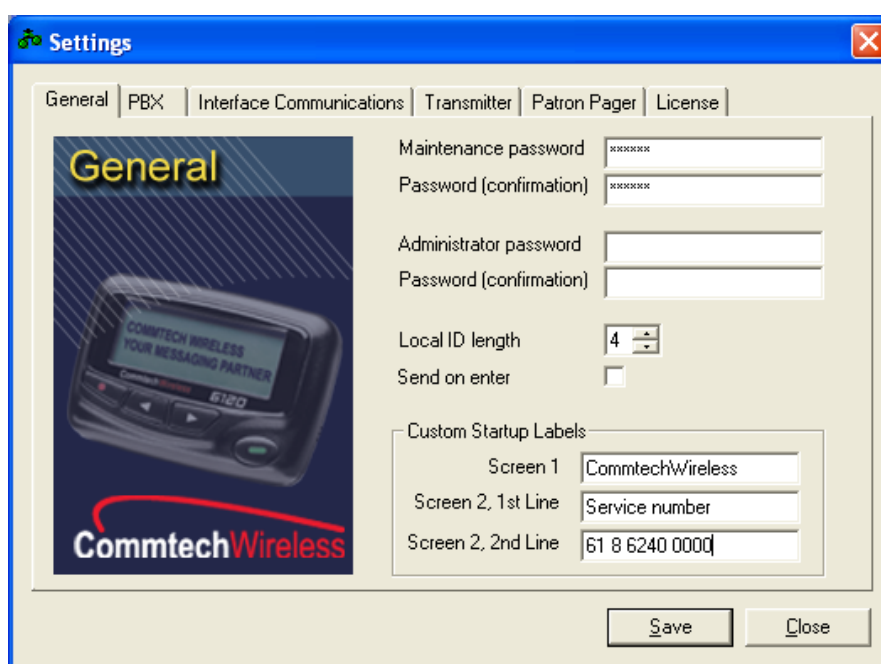 Settings
General PBX Interface Communications Transmitter Patron Pager License
General
COMMTECH WIRELESS
YOUR MESSAGING PARTNER
CommtechWireless
6120
CommtechWireless
Maintenance password ******
Password (confirmation) ******
Administrator password
Password (confirmation)
Local ID length 4
Send on enter
Custom Startup Labels
Screen 1 CommtechWireless
Screen 2, 1st Line Service number
Screen 2, 2nd Line 61 8 6240 0000
Save Close